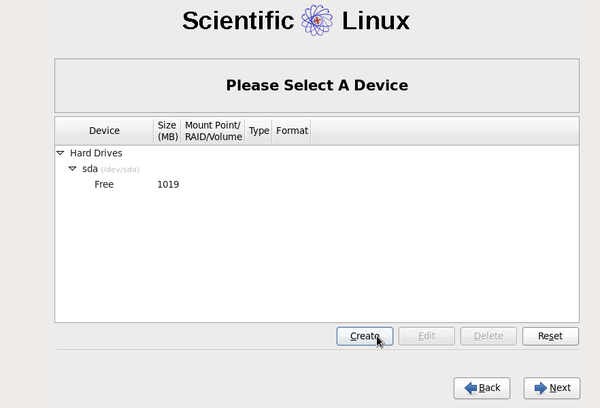 Scientific Linux
Please Select A Device
Device Size (MB) Mount Point/ RAID/Volume Type Format
Hard Drives
sda (/dev/sda)
Free 1019
Create Edit Delete Reset
Back Next